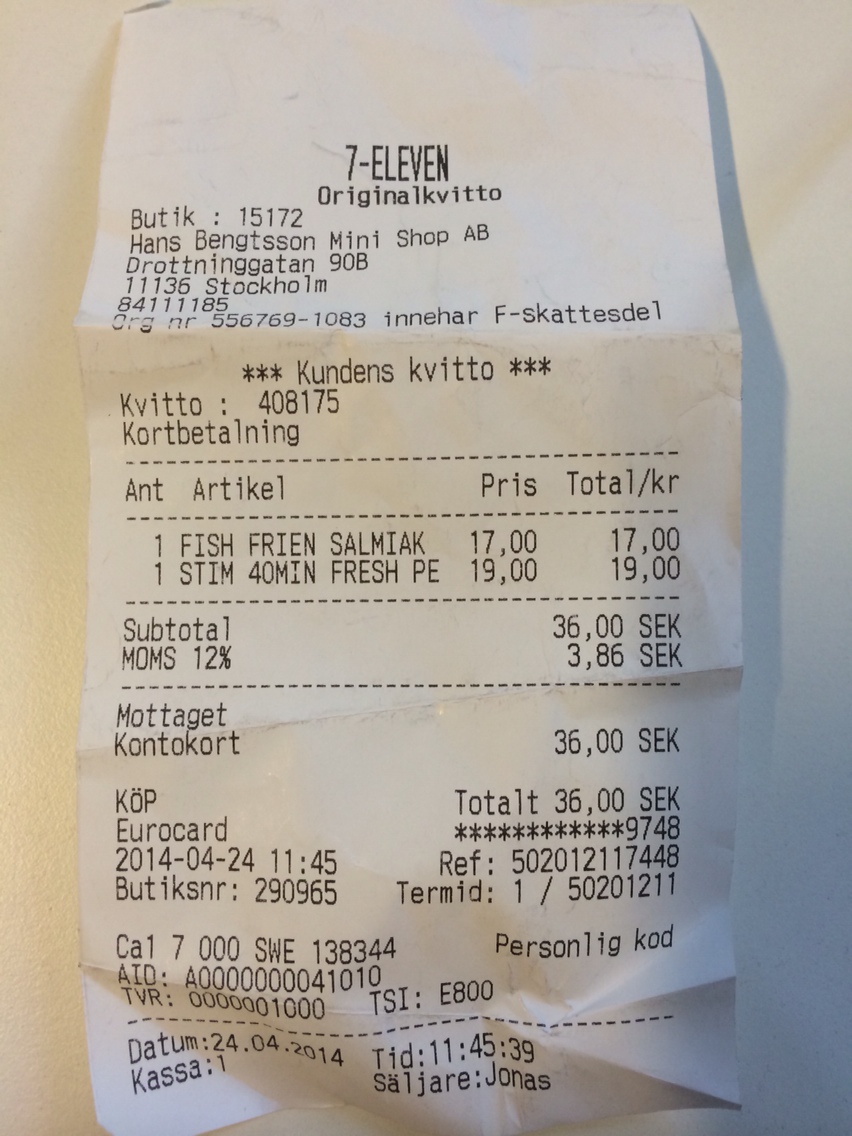 7-ELEVEN
Originalkvitto
Butik : 15172
Hans Bengtsson Mini Shop AB
Drottninggatan 90B
11136 Stockholm
84111185
Org nr 556769-1083 innehar F-skattesdel
*** Kundens kvitto ***
Kvitto : 408175
Kortbetalning
Ant Artikel Pris Total/kr
1 FISH FRIEN SALMIAK 17,00 17,00
1 STIM 40MIN FRESH PE 19,00 19,00
Subtotal 36,00 SEK
MOMS 12% 3,86 SEK
Mottaget
Kontokort 36,00 SEK
KÖP Totalt 36,00 SEK
Eurocard ************9748
2014-04-24 11:45 Ref: 502012117448
Butiksnr: 290965 Termid: 1 / 50201211
Ca1 7 000 SWE 138344 Personlig kod
AID: A0000000041010
TVR: 0000001000 TSI: E800
Datum:24.04.2014 Tid:11:45:39
Kassa:1 Säljare:Jonas